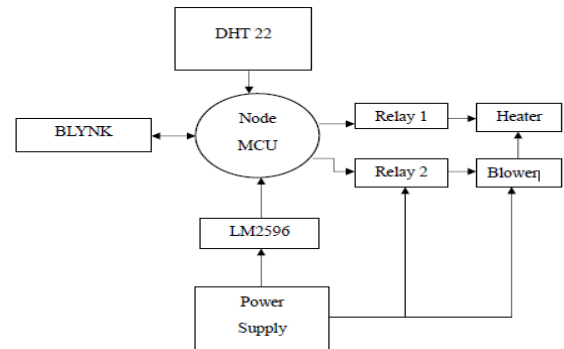 DHT 22
Node
MCU
BLYNK
Relay 1
Heater
Relay 2
Blower
LM2596
Power
Supply